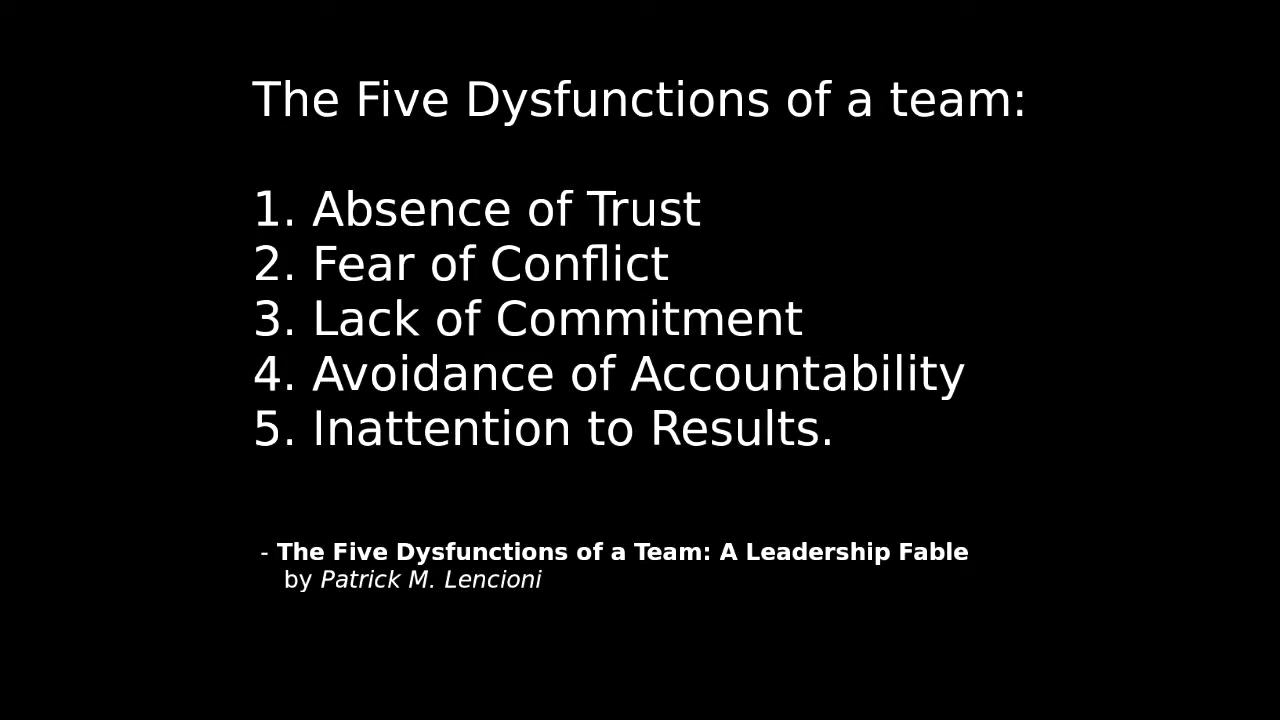 The Five Dysfunctions of a team:
1. Absence of Trust
2. Fear of Conflict
3. Lack of Commitment
4. Avoidance of Accountability
5. Inattention to Results.
- The Five Dysfunctions of a Team: A Leadership Fable
by Patrick M. Lencioni